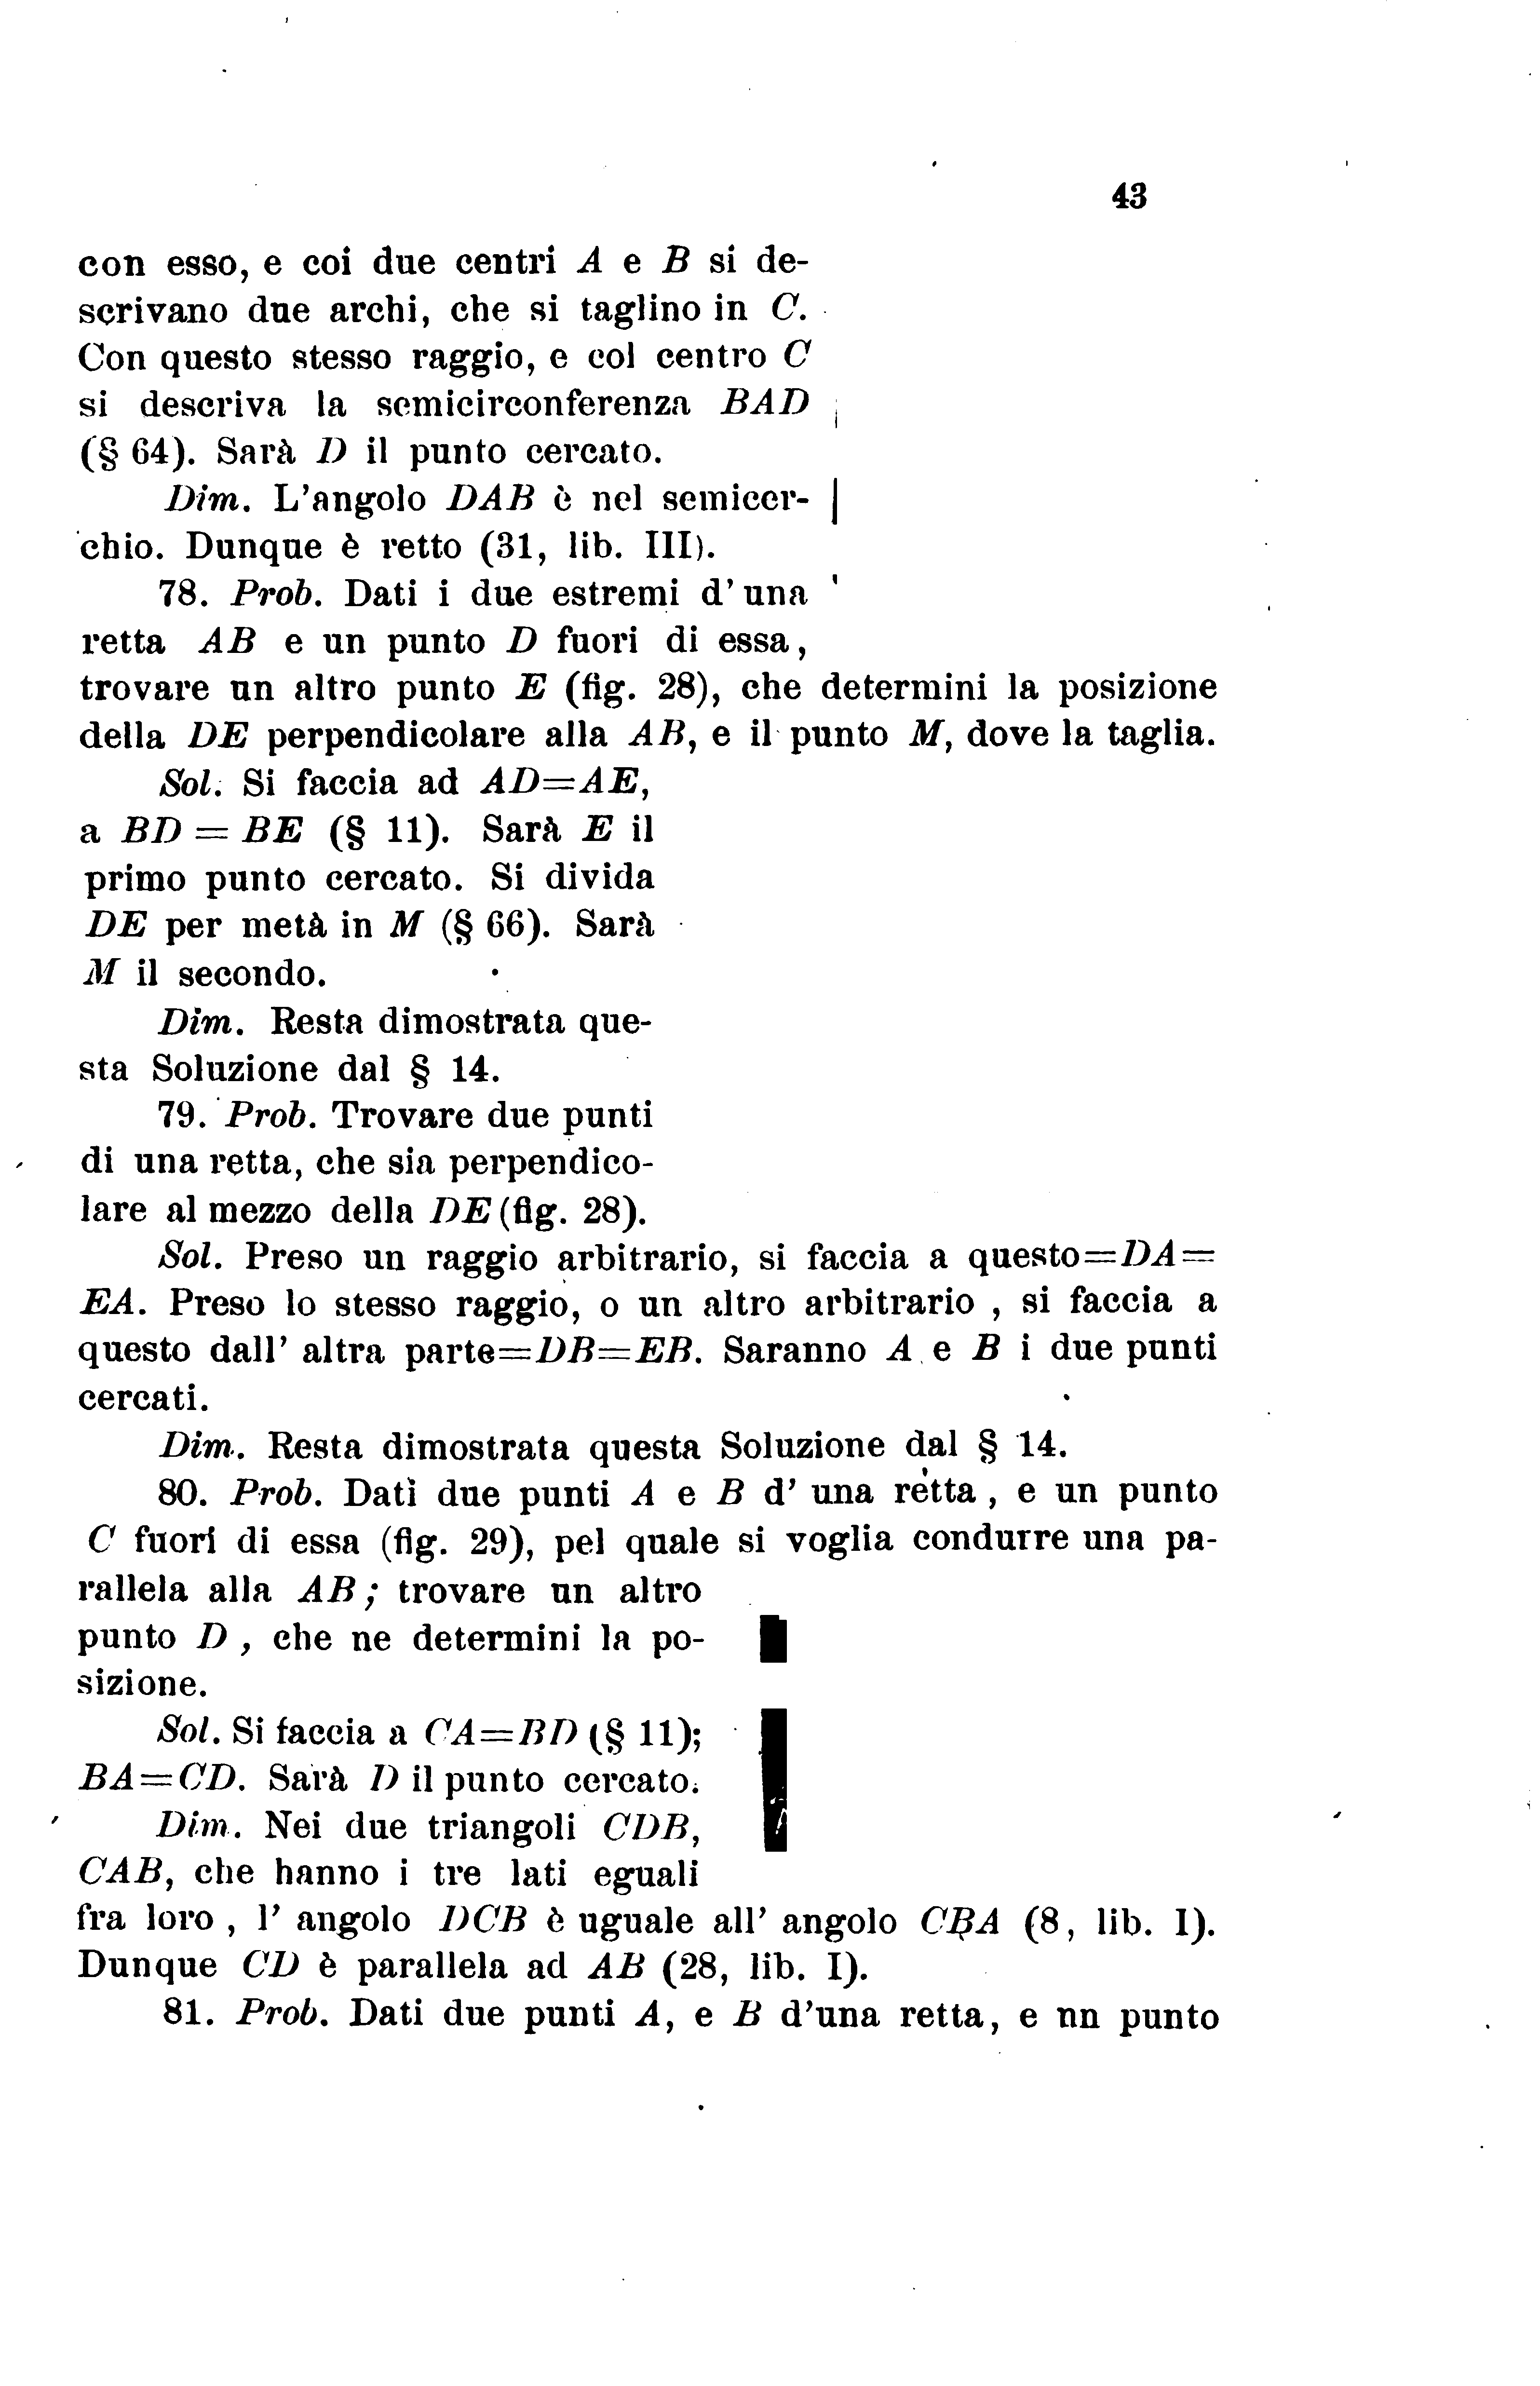 43
con esso, e coi due centri A e B si de-
scrivano due archi, che si taglino in C.
Con questo stesso raggio, e col centro C
si descriva la semicirconferenza BAD
(§ 64). Sarà D il punto cercato.
Dim. L'angolo DAB è nel semicer-
chio. Dunque è retto (31, lib. III).
78. Prob. Dati i due estremi d'una
retta AB e un punto D fuori di essa,
trovare un altro punto E (fig. 28), che determini la posizione
della DE perpendicolare alla AB, e il punto M, dove la taglia.
Sol. Si faccia ad AD=AE,
a BD = BE (§ 11). Sarà E il
primo punto cercato. Si divida
DE per metà in M (§ 66). Sarà
M il secondo.
Dim. Resta dimostrata que-
sta Soluzione dal § 14.
79. Prob. Trovare due punti
di una retta, che sia perpendico-
lare al mezzo della DE (fig. 28).
Sol. Preso un raggio arbitrario, si faccia a questo=DA=
EA. Preso lo stesso raggio, o un altro arbitrario , si faccia a
questo dall' altra parte=DB=EB. Saranno A e B i due punti
cercati.
Dim. Resta dimostrata questa Soluzione dal § 14.
80. Prob. Dati due punti A e B d' una retta , e un punto
C fuori di essa (fig. 29), pel quale si voglia condurre una pa-
rallela alla AB ; trovare un altro
punto D , che ne determini la po-
sizione.
Sol. Si faccia a CA=BD (§ 11);
BA=CD. Sarà D il punto cercato.
Dim. Nei due triangoli CDB,
CAB, che hanno i tre lati eguali
fra loro , l' angolo DCB è uguale all' angolo CBA (8, lib. I).
Dunque CD è parallela ad AB (28, lib. I).
81. Prob. Dati due punti A, e B d'una retta, e un punto